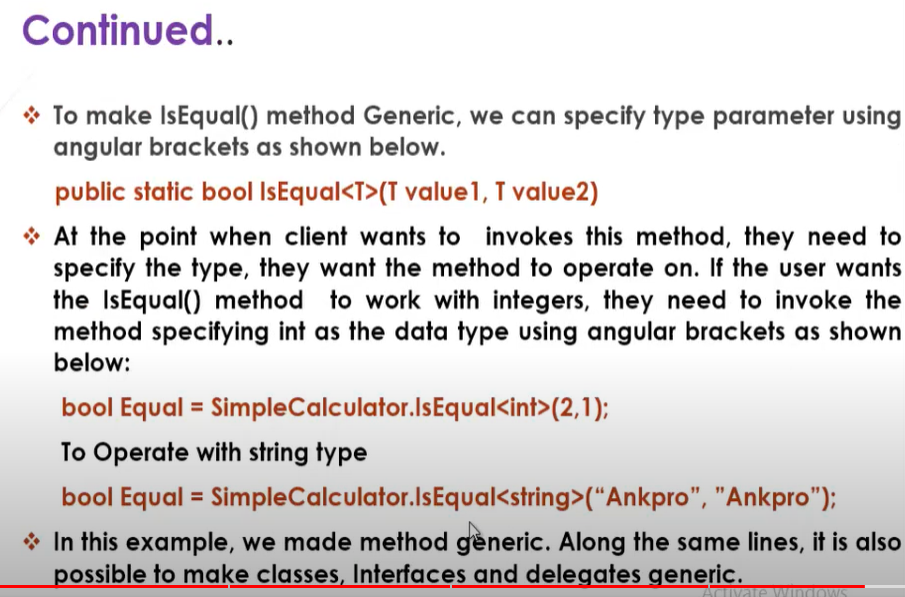 Continued..
❖ To make IsEqual() method Generic, we can specify type parameter using
angular brackets as shown below.
public static bool IsEqual<T>(T value1, T value2)
❖ At the point when client wants to invokes this method, they need to
specify the type, they want the method to operate on. If the user wants
the IsEqual() method to work with integers, they need to invoke the
method specifying int as the data type using angular brackets as shown
below:
bool Equal = SimpleCalculator.IsEqual<int>(2,1);
To Operate with string type
bool Equal = SimpleCalculator.IsEqual<string>(“Ankpro”, "Ankpro”);
❖ In this example, we made method generic. Along the same lines, it is also
possible to make classes, Interfaces and delegates generic.
Activate Windows